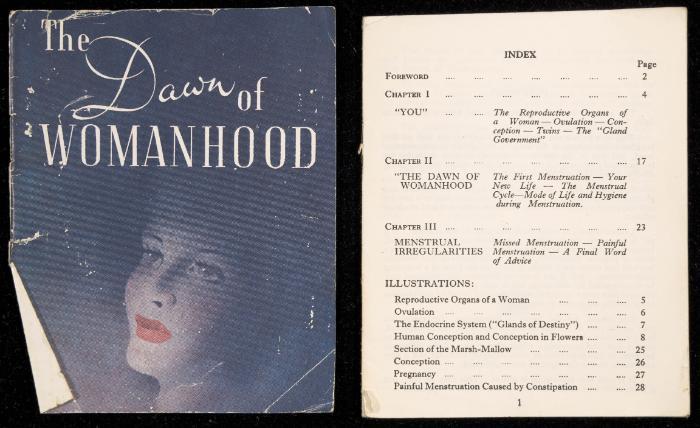 The
Dawn of
WOMANHOOD
INDEX
Page
FOREWORD .... .... .... .... .... .... .... 2
CHAPTER I .... .... .... .... .... .... .... 4
"YOU" .... .... The Reproductive Organs of
a Woman — Ovulation — Con-
ception — Twins — The "Gland
Government"
CHAPTER II .... .... .... .... .... .... .... 17
"THE DAWN OF The First Menstruation — Your
WOMANHOOD New Life — The Menstrual
Cycle—Mode of Life and Hygiene
during Menstruation.
CHAPTER III .... .... .... .... .... .... .... 23
MENSTRUAL Missed Menstruation — Painful
IRREGULARITIES Menstruation — A Final Word
of Advice
ILLUSTRATIONS:
Reproductive Organs of a Woman .... .... .... 5
Ovulation .... .... .... .... .... .... .... 6
The Endocrine System ("Glands of Destiny") .... .... 7
Human Conception and Conception in Flowers .... .... 8
Section of the Marsh-Mallow .... .... .... .... 25
Conception .... .... .... .... .... .... .... 26
Pregnancy .... .... .... .... .... .... .... 27
Painful Menstruation Caused by Constipation .... .... 28
1